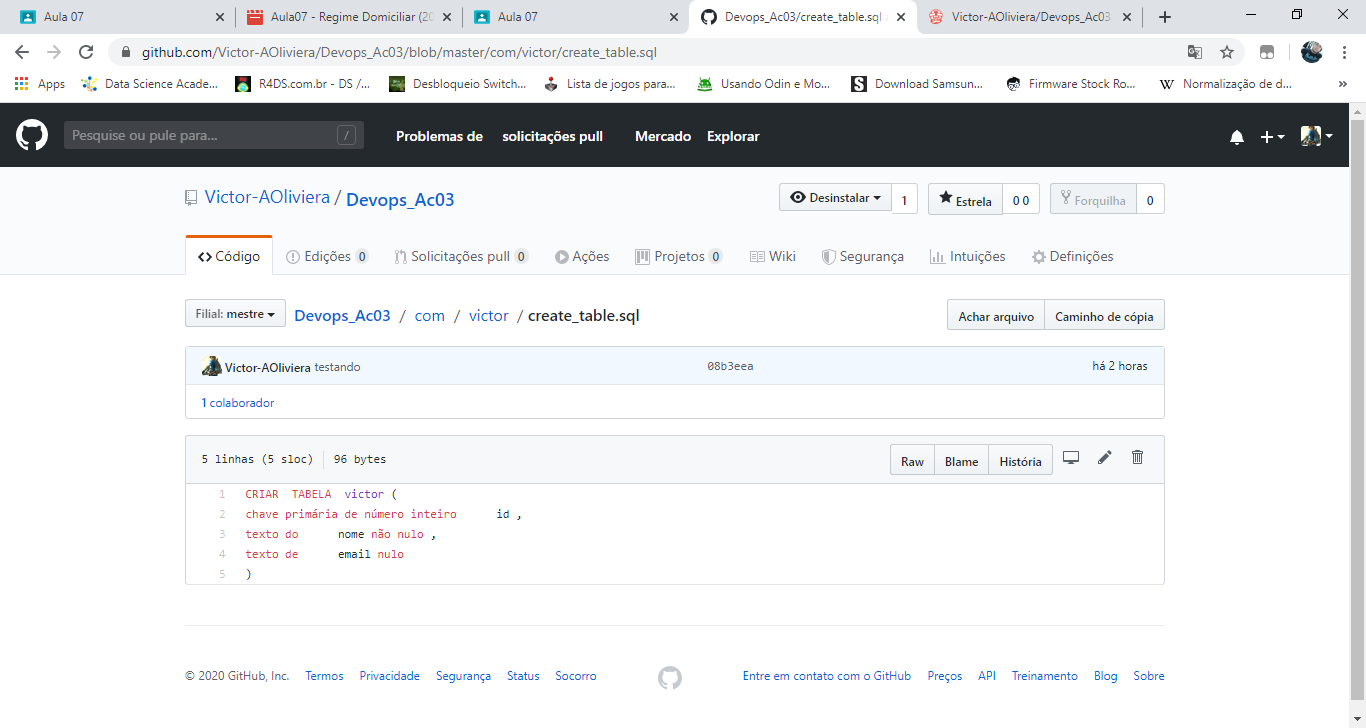 Aula 07
Aula07 - Regime Domiciliar (20
Aula 07
Devops_Ac03/create_table.sql
Victor-AOliviera/Devops_Ac03
github.com/Victor-AOliviera/Devops_Ac03/blob/master/com/victor/create_table.sql
Apps
Data Science Acade...
R4DS.com.br - DS /...
Desbloqueio Switch...
Lista de jogos para...
Usando Odin e Mo...
Download Samsun...
Firmware Stock Ro...
W Normalização de d...
»
Pesquise ou pule para... /
Problemas de solicitações pull Mercado Explorar
Victor-AOliviera / Devops_Ac03
Desinstalar 1
Estrela 0 0
Forquilha 0
Código
Edições 0
Solicitações pull 0
Ações
Projetos 0
Wiki
Segurança
Intuições
Definições
Filial: mestre
Devops_Ac03 / com / victor / create_table.sql
Achar arquivo Caminho de cópia
Victor-AOliviera testando 08b3eea há 2 horas
1 colaborador
5 linhas (5 sloc) 96 bytes
Raw Blame História
1 CRIAR TABELA victor (
2 chave primária de número inteiro id ,
3 texto do nome não nulo ,
4 texto de email nulo
5 )
© 2020 GitHub, Inc. Termos Privacidade Segurança Status Socorro
Entre em contato com o GitHub Preços API Treinamento Blog Sobre